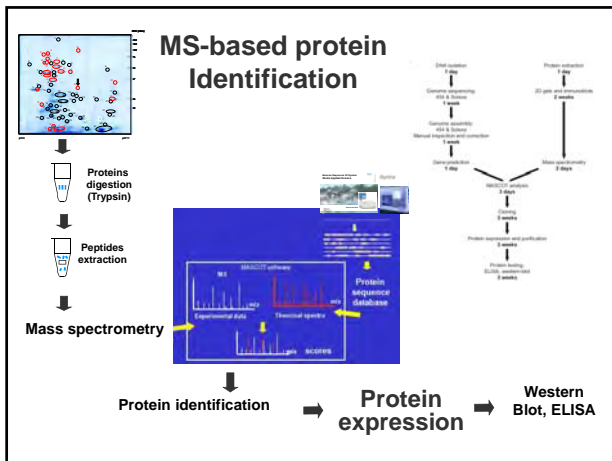 MS-based protein
Identification
Proteins
digestion
(Trypsin)
Peptides
extraction
Mass spectrometry
MASCOT software
MS
m/z
m/z
Experimental data
Theorical spectra
m/z
scores
Protein
sequence
database
Protein identification
Protein
expression
Western
Blot, ELISA
DNA isolation
1 day
Genome sequencing
454 & Solexa
1 week
Genome assembly
454 & Solexa
Manual inspection and correction
1 week
Gene prediction
1 day
Protein extraction
1 day
2D gels and immunoblots
2 weeks
Mass spectrometry
2 days
MASCOT analysis
3 days
Cloning
2 weeks
Protein expression and purification
2 weeks
Protein testing
ELISA, western-blot
2 weeks